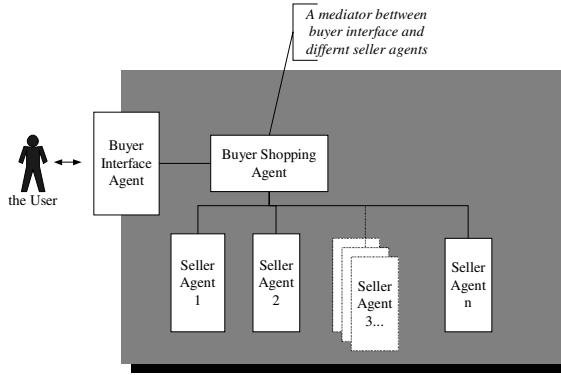 A mediator bettween
buyer interface and
differnt seller agents
Buyer
Interface
Agent
Buyer Shopping
Agent
the User
Seller
Agent
1
Seller
Agent
2
Seller
Agent
3...
Seller
Agent
n